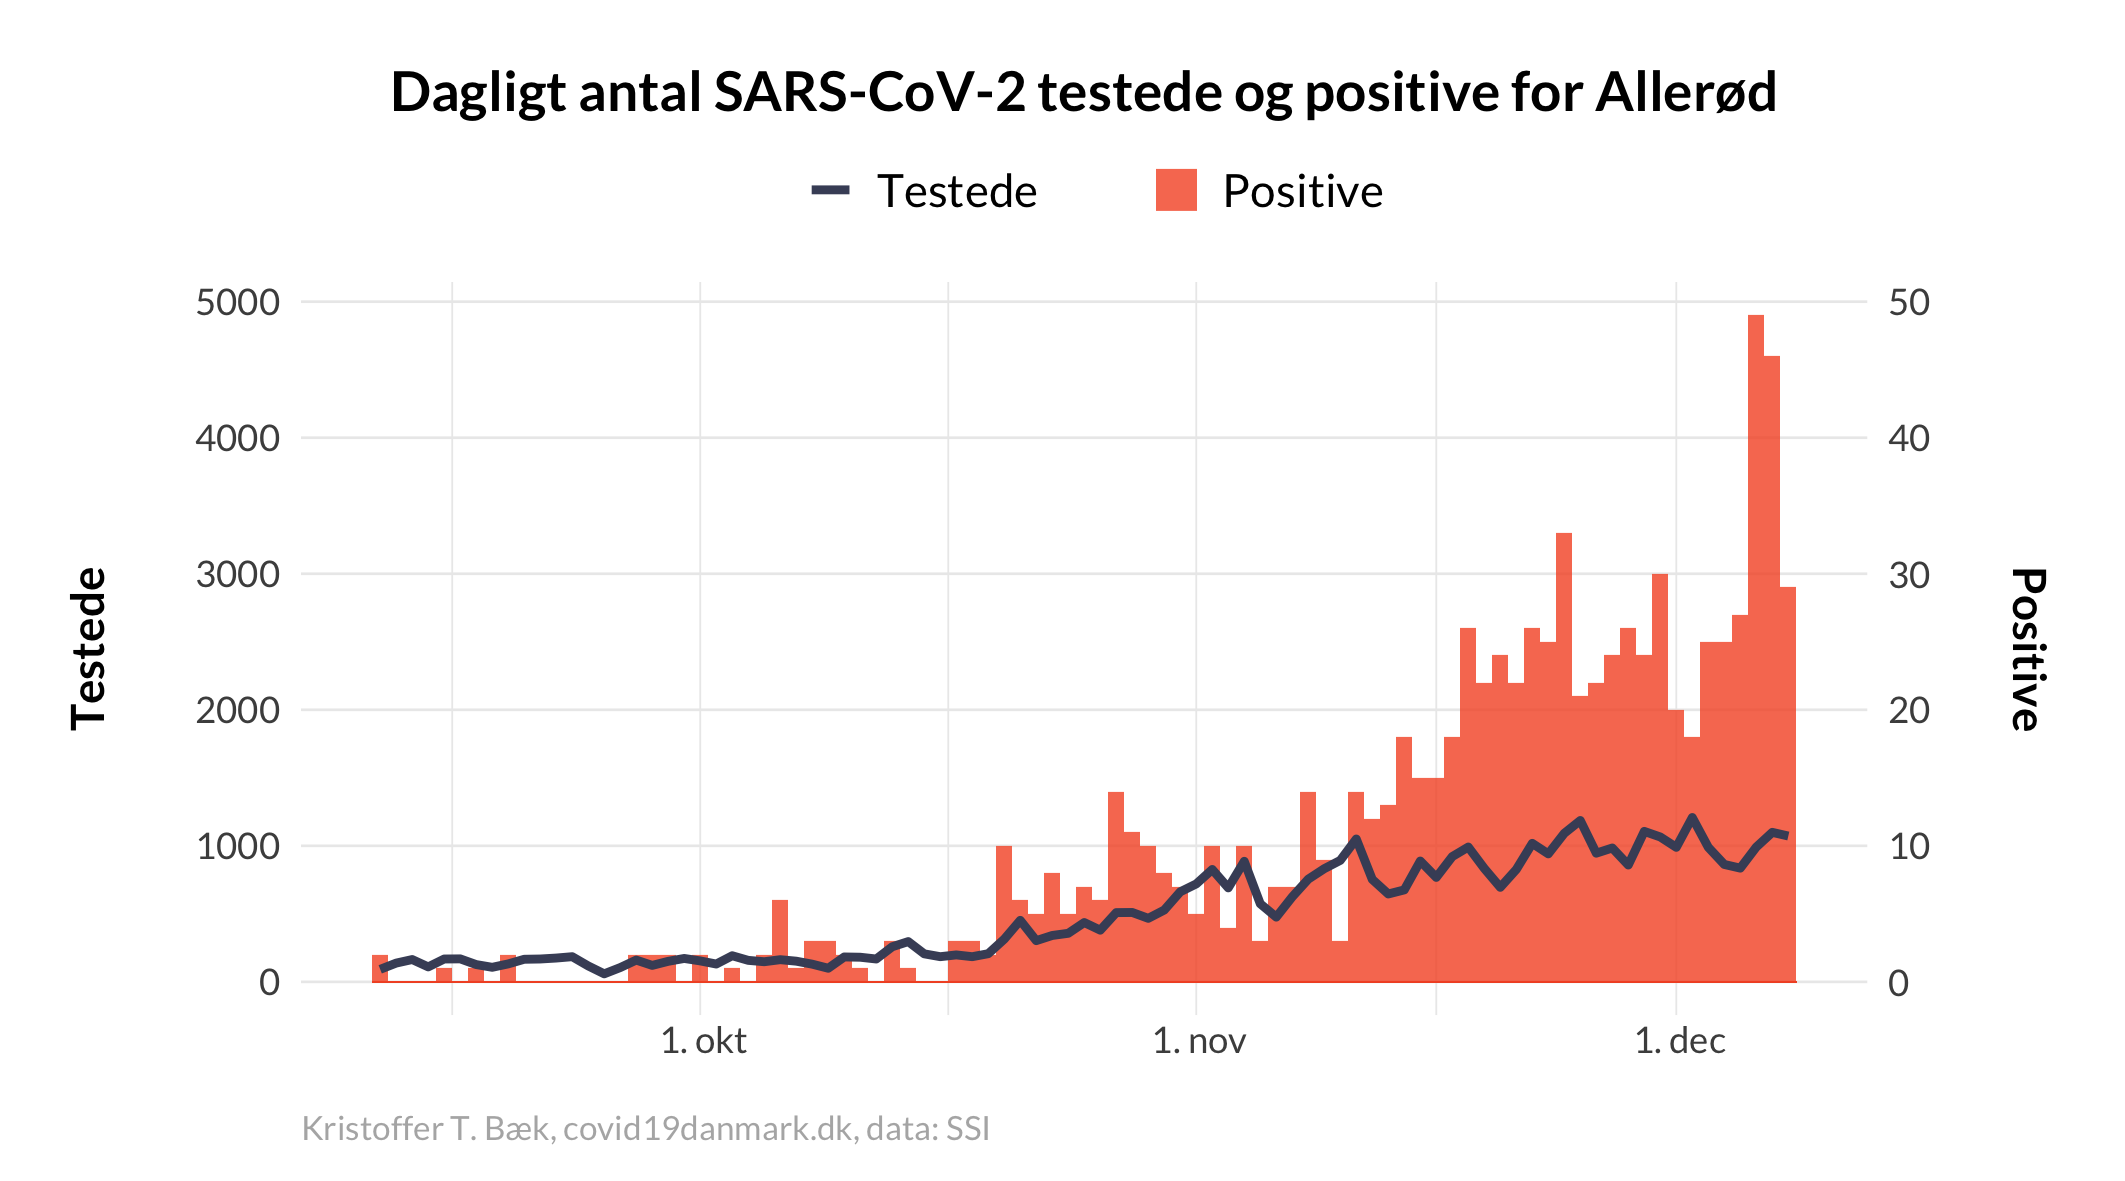 Dagligt antal SARS-CoV-2 testede og positive for Allerød
Testede Positive
5000 50
4000 40
3000 30
2000 20
1000 10
0 0
Testede
Positive
1. okt 1. nov 1. dec
Kristoffer T. Bæk, covid19danmark.dk, data: SSI